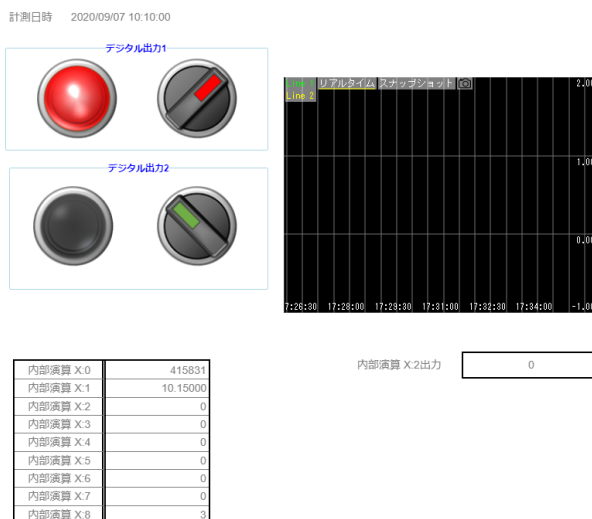 計測日時 2020/09/07 10:10:00
デジタル出力1
デジタル出力2
リアルタイム スナップショット
Line 2
2.00
1.00
0.00
-1.00
7:26:30 17:28:00 17:29:30 17:31:00 17:32:30 17:34:00
内部演算 X:2出力 0
内部演算 X:0 415831
内部演算 X:1 10.15000
内部演算 X:2 0
内部演算 X:3 0
内部演算 X:4 0
内部演算 X:5 0
内部演算 X:6 0
内部演算 X:7 0
内部演算 X:8 3